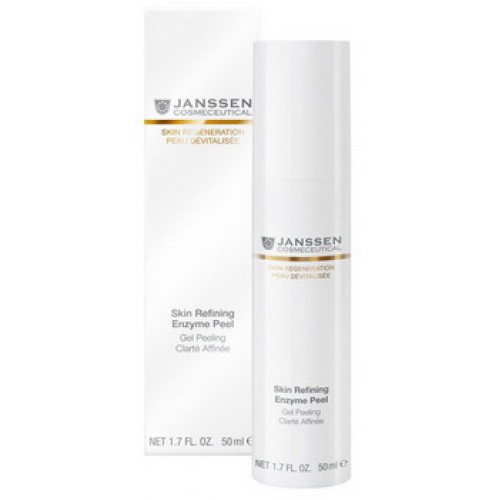 JANSSEN
COSMECEUTICAL
SKIN REGENERATION
PEAU DÉVITALISÉE
Skin Refining
Enzyme Peel
Gel Peeling
Clarté Affinée
NET 1.7 FL. OZ. 50 ml ℮
JANSSEN
COSMECEUTICAL
SKIN REGENERATION
PEAU DÉVITALISÉE
Skin Refining
Enzyme Peel
Gel Peeling
Clarté Affinée
NET 1.7 FL. OZ. 50 ml ℮